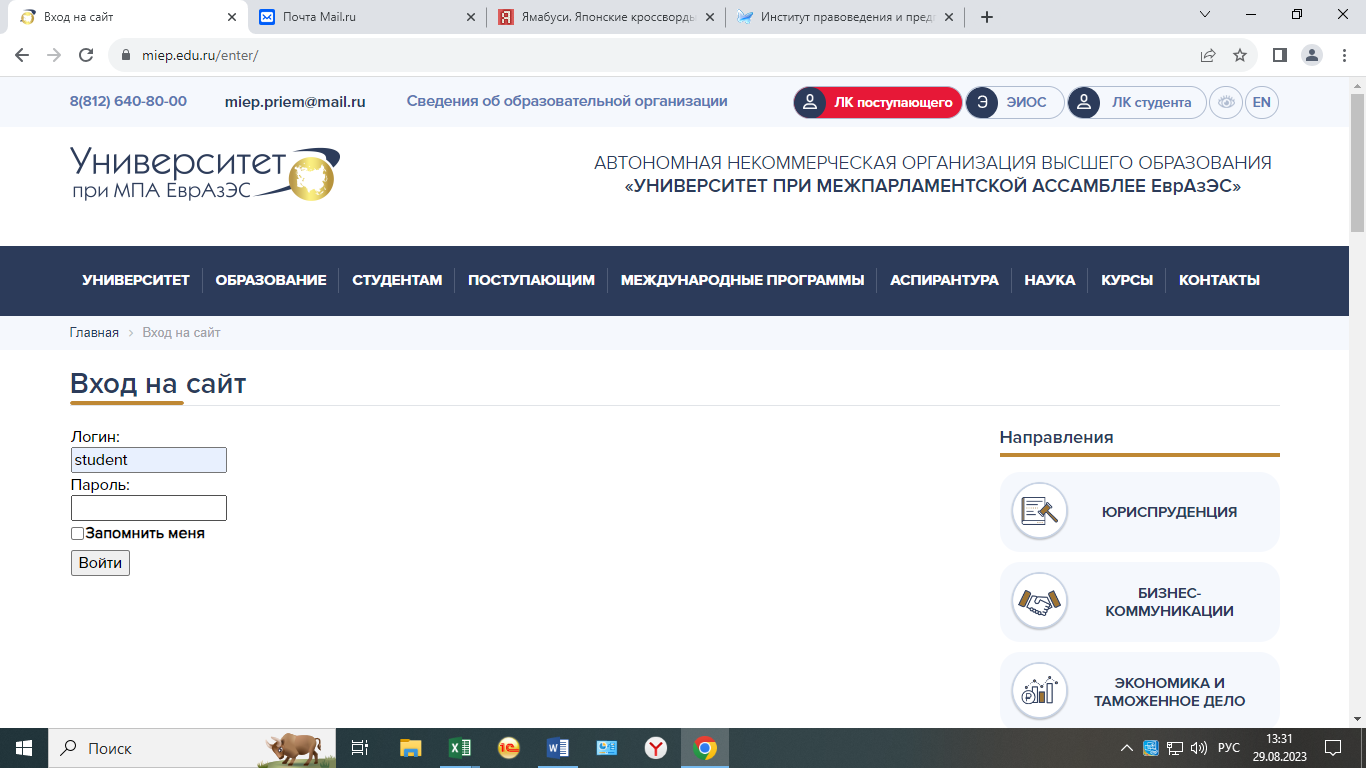 Вход на сайт
Почта Mail.ru
Ямабуси. Японские кроссворды
Институт правоведения и пред
miep.edu.ru/enter/
8(812) 640-80-00
miep.priem@mail.ru
Сведения об образовательной организации
ЛК поступающего
Э ЭИОС
ЛК студента
EN
Университет
при МПА ЕврАзЭС
АВТОНОМНАЯ НЕКОММЕРЧЕСКАЯ ОРГАНИЗАЦИЯ ВЫСШЕГО ОБРАЗОВАНИЯ
«УНИВЕРСИТЕТ ПРИ МЕЖПАРЛАМЕНТСКОЙ АССАМБЛЕЕ ЕврАзЭС»
УНИВЕРСИТЕТ
ОБРАЗОВАНИЕ
СТУДЕНТАМ
ПОСТУПАЮЩИМ
МЕЖДУНАРОДНЫЕ ПРОГРАММЫ
АСПИРАНТУРА
НАУКА
КУРСЫ
КОНТАКТЫ
Главная > Вход на сайт
Вход на сайт
Логин:
student
Пароль:
Запомнить меня
Войти
Направления
ЮРИСПРУДЕНЦИЯ
БИЗНЕС-
КОММУНИКАЦИИ
ЭКОНОМИКА И
ТАМОЖЕННОЕ ДЕЛО
Поиск
РУС
13:31
29.08.2023